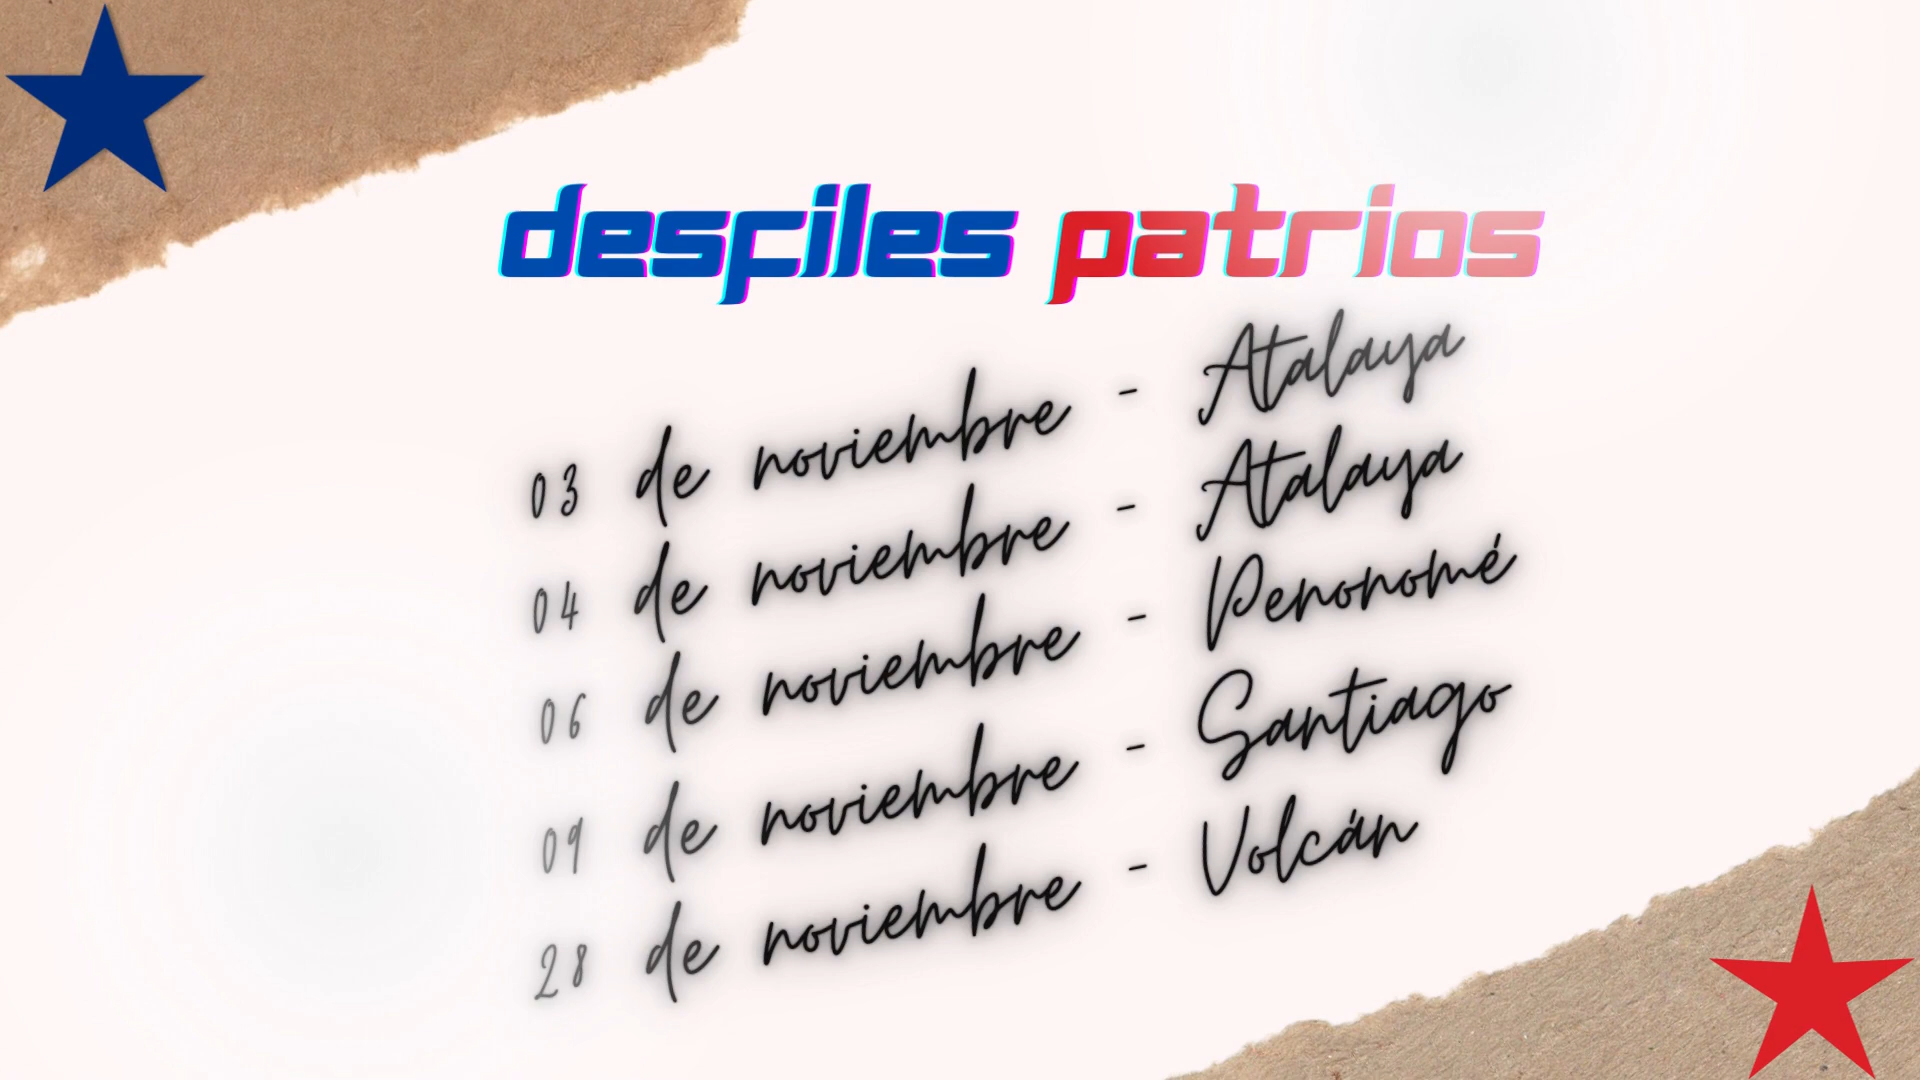 desfiles patrios
03 de noviembre - Atalaya
04 de noviembre - Atalaya
06 de noviembre - Penonomé
09 de noviembre - Santiago
28 de noviembre - Volcán